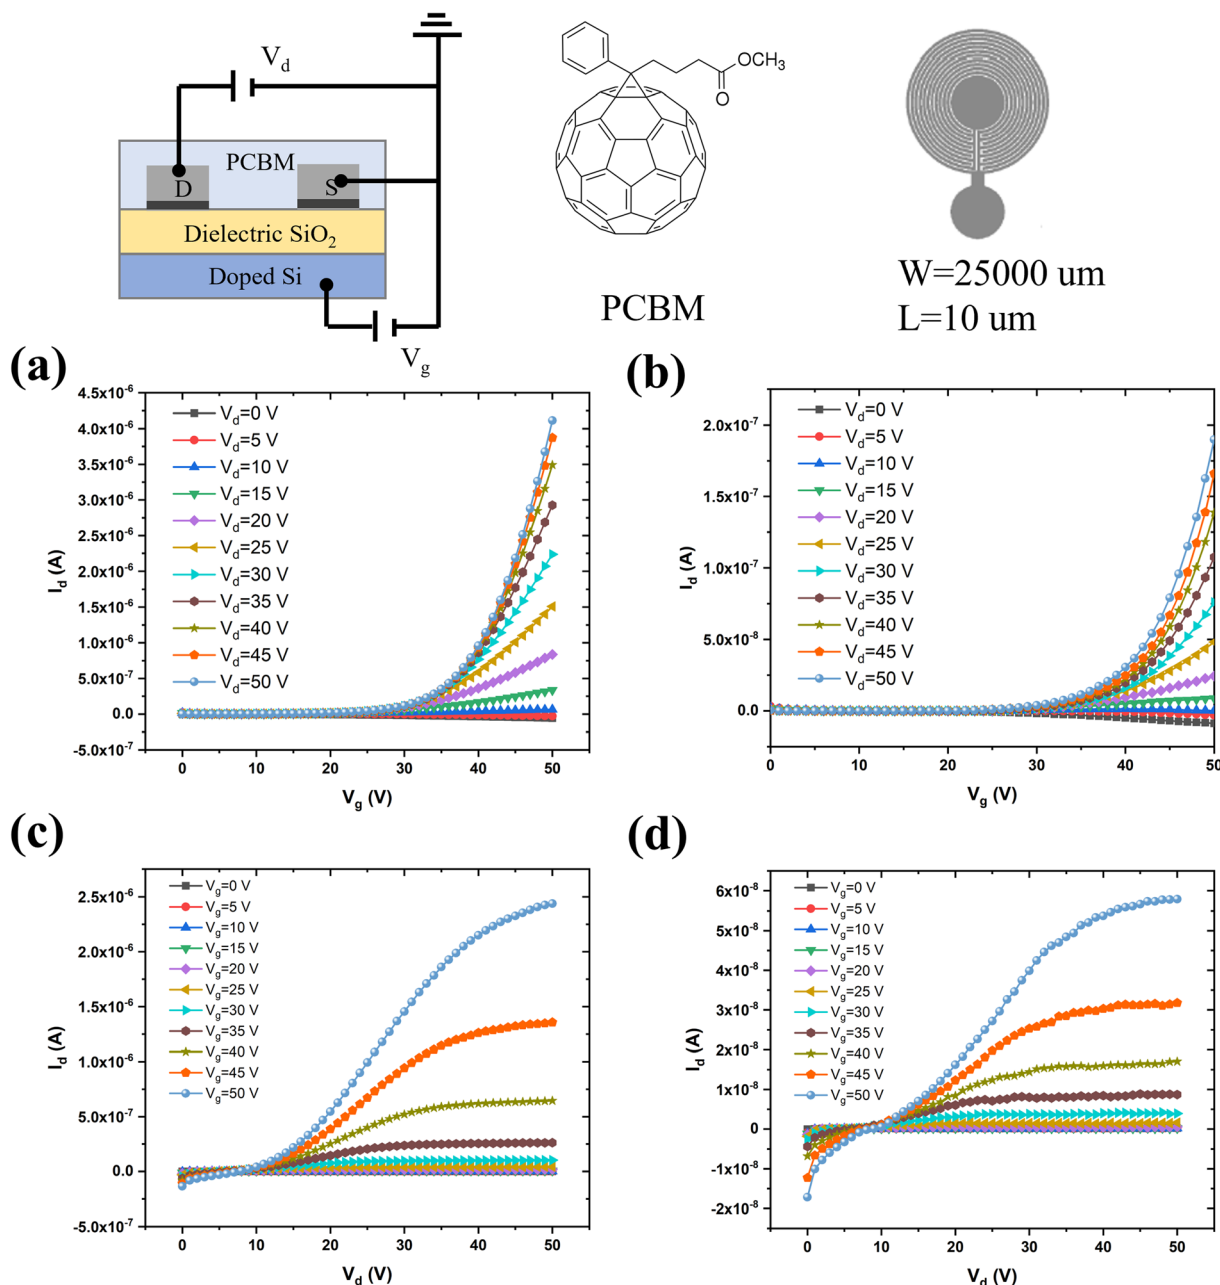 V_d
PCBM
D
S
Dielectric SiO₂
Doped Si
V_g
OCH₃
O
PCBM
W=25000 um
L=10 um
(a)
4.5x10⁻⁶
4.0x10⁻⁶
3.5x10⁻⁶
3.0x10⁻⁶
2.5x10⁻⁶
2.0x10⁻⁶
1.5x10⁻⁶
1.0x10⁻⁶
5.0x10⁻⁷
0.0
-5.0x10⁻⁷
I_d (A)
V_d=0 V
V_d=5 V
V_d=10 V
V_d=15 V
V_d=20 V
V_d=25 V
V_d=30 V
V_d=35 V
V_d=40 V
V_d=45 V
V_d=50 V
0 10 20 30 40 50
V_g (V)
(b)
2.0x10⁻⁷
1.5x10⁻⁷
1.0x10⁻⁷
5.0x10⁻⁸
0.0
I_d (A)
V_d=0 V
V_d=5 V
V_d=10 V
V_d=15 V
V_d=20 V
V_d=25 V
V_d=30 V
V_d=35 V
V_d=40 V
V_d=45 V
V_d=50 V
0 10 20 30 40 50
V_g (V)
(c)
2.5x10⁻⁶
2.0x10⁻⁶
1.5x10⁻⁶
1.0x10⁻⁶
5.0x10⁻⁷
0.0
-5.0x10⁻⁷
I_d (A)
V_g=0 V
V_g=5 V
V_g=10 V
V_g=15 V
V_g=20 V
V_g=25 V
V_g=30 V
V_g=35 V
V_g=40 V
V_g=45 V
V_g=50 V
0 10 20 30 40 50
V_d (V)
(d)
6x10⁻⁸
5x10⁻⁸
4x10⁻⁸
3x10⁻⁸
2x10⁻⁸
1x10⁻⁸
0
-1x10⁻⁸
-2x10⁻⁸
I_d (A)
V_g=0 V
V_g=5 V
V_g=10 V
V_g=15 V
V_g=20 V
V_g=25 V
V_g=30 V
V_g=35 V
V_g=40 V
V_g=45 V
V_g=50 V
0 10 20 30 40 50
V_d (V)